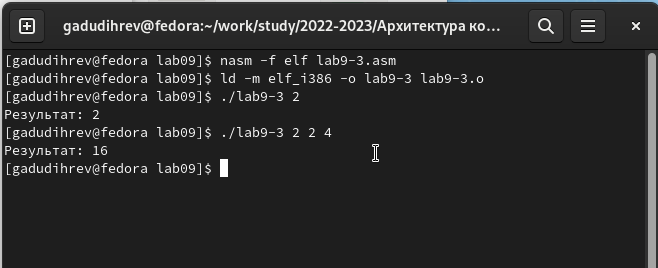 gadudihrev@fedora:~/work/study/2022-2023/Архитектура ко...
[gadudihrev@fedora lab09]$ nasm -f elf lab9-3.asm
[gadudihrev@fedora lab09]$ ld -m elf_i386 -o lab9-3 lab9-3.o
[gadudihrev@fedora lab09]$ ./lab9-3 2
Результат: 2
[gadudihrev@fedora lab09]$ ./lab9-3 2 2 4
Результат: 16
[gadudihrev@fedora lab09]$